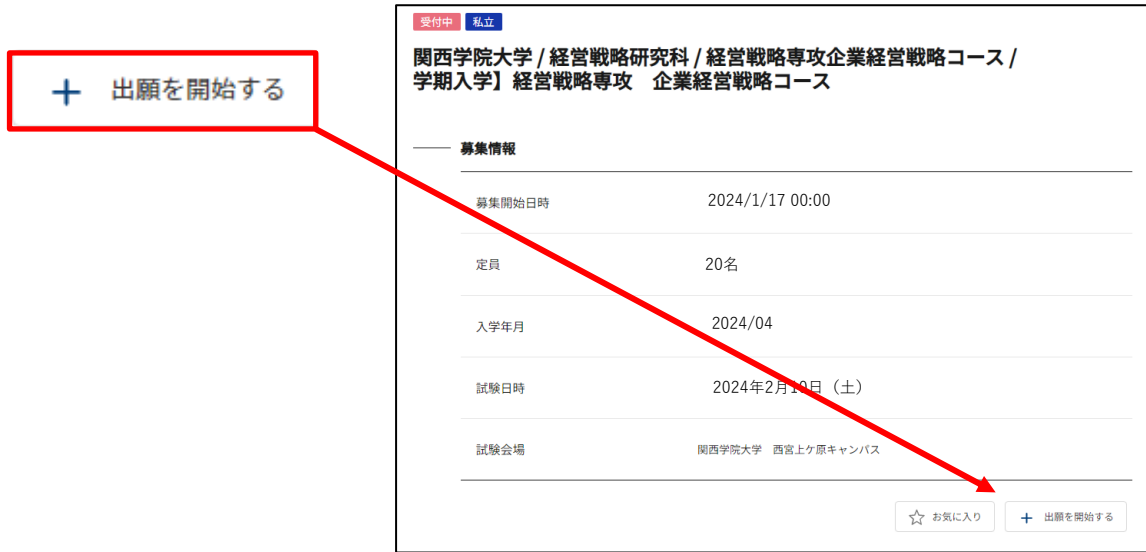 出願を開始する
受付中 私立
関西学院大学 / 経営戦略研究科 / 経営戦略専攻企業経営戦略コース /
学期入学】経営戦略専攻　企業経営戦略コース
募集情報
募集開始日時 2024/1/17 00:00
定員 20名
入学年月 2024/04
試験日時 2024年2月10日（土）
試験会場 関西学院大学　西宮上ケ原キャンパス
お気に入り 出願を開始する